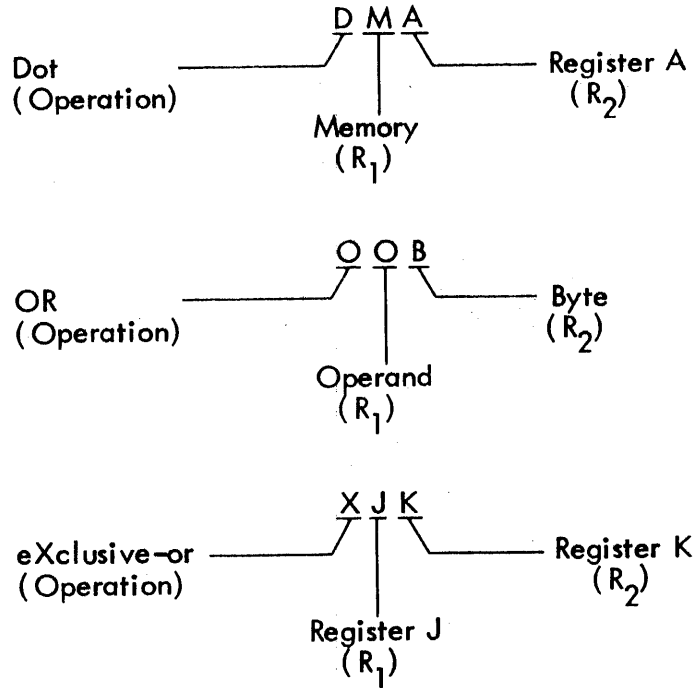 D M A
Dot
(Operation)
Register A
(R2)
Memory
(R1)
O O B
OR
(Operation)
Byte
(R2)
Operand
(R1)
X J K
eXclusive-or
(Operation)
Register K
(R2)
Register J
(R1)